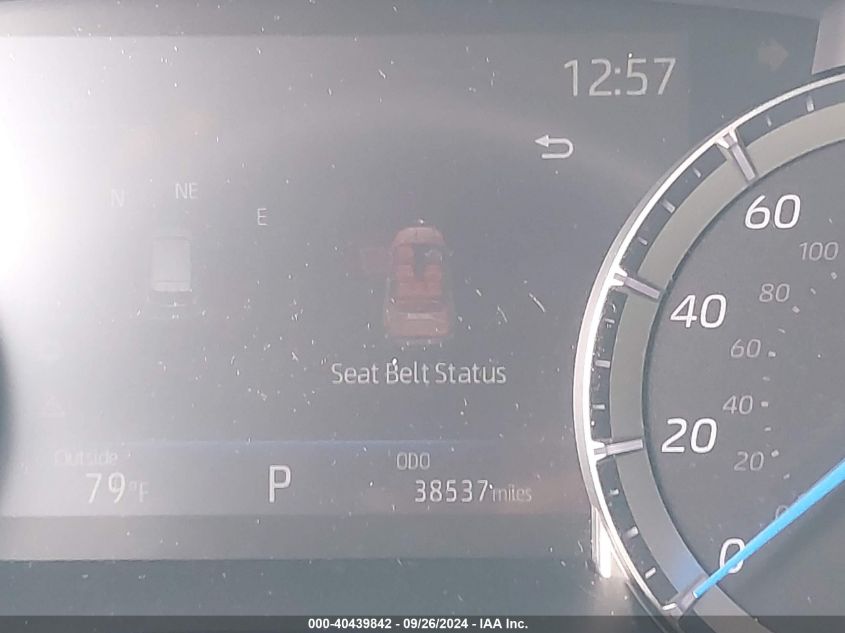 12:57
N NE E
Seat Belt Status
Outside
79°F
P
ODO
38537 miles
60
100
40
80
60
20
40
20
0
0
000-40439842 - 09/26/2024 - IAA Inc.